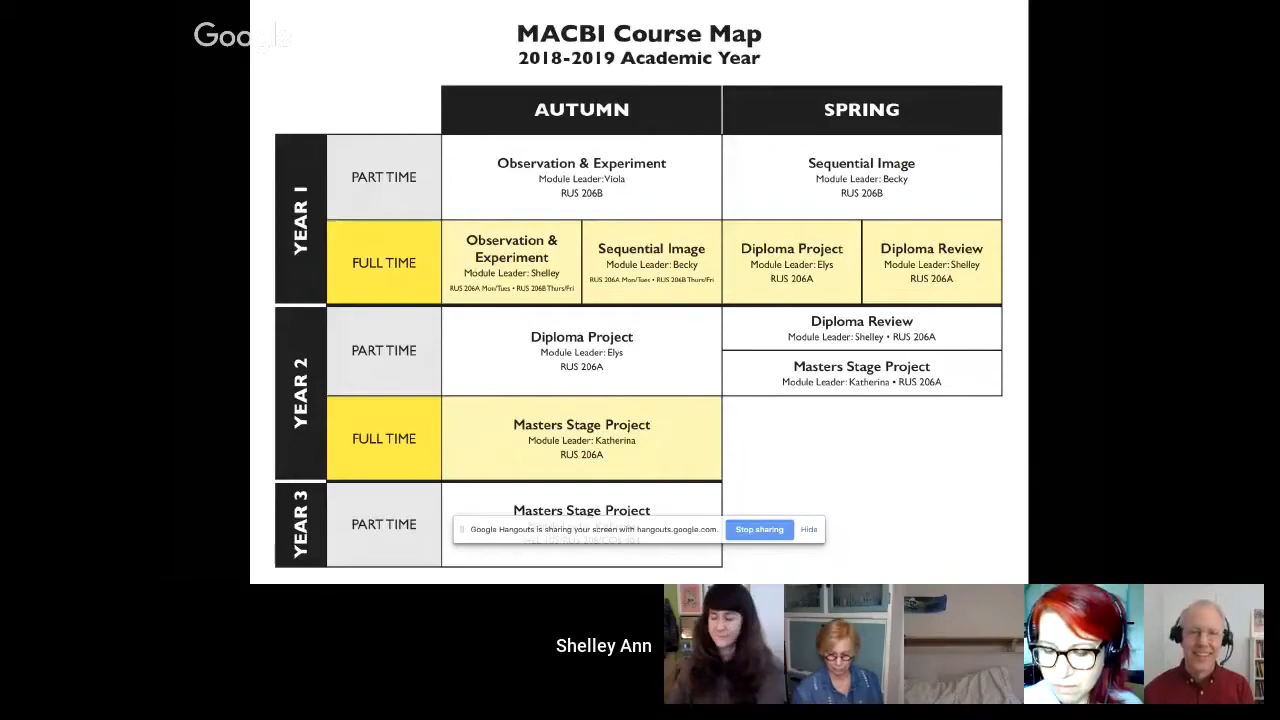 Google
MACBI Course Map
2018-2019 Academic Year
AUTUMN
SPRING
YEAR 1
PART TIME
Observation & Experiment
Module Leader: Viola
RUS 206B
Sequential Image
Module Leader: Becky
RUS 206B
FULL TIME
Observation &
Experiment
Module Leader: Shelley
RUS 206A Mon/Tues • RUS 206B Thurs/Fri
Sequential Image
Module Leader: Becky
RUS 206A Mon/Tues • RUS 206B Thurs/Fri
Diploma Project
Module Leader: Elys
RUS 206A
Diploma Review
Module Leader: Shelley
RUS 206A
YEAR 2
PART TIME
Diploma Project
Module Leader: Elys
RUS 206A
Diploma Review
Module Leader: Shelley • RUS 206A
Masters Stage Project
Module Leader: Katherina • RUS 206A
FULL TIME
Masters Stage Project
Module Leader: Katherina
RUS 206A
YEAR 3
PART TIME
Masters Stage Project
Google Hangouts is sharing your screen with hangouts.google.com.
Stop sharing
Hide
Shelley Ann